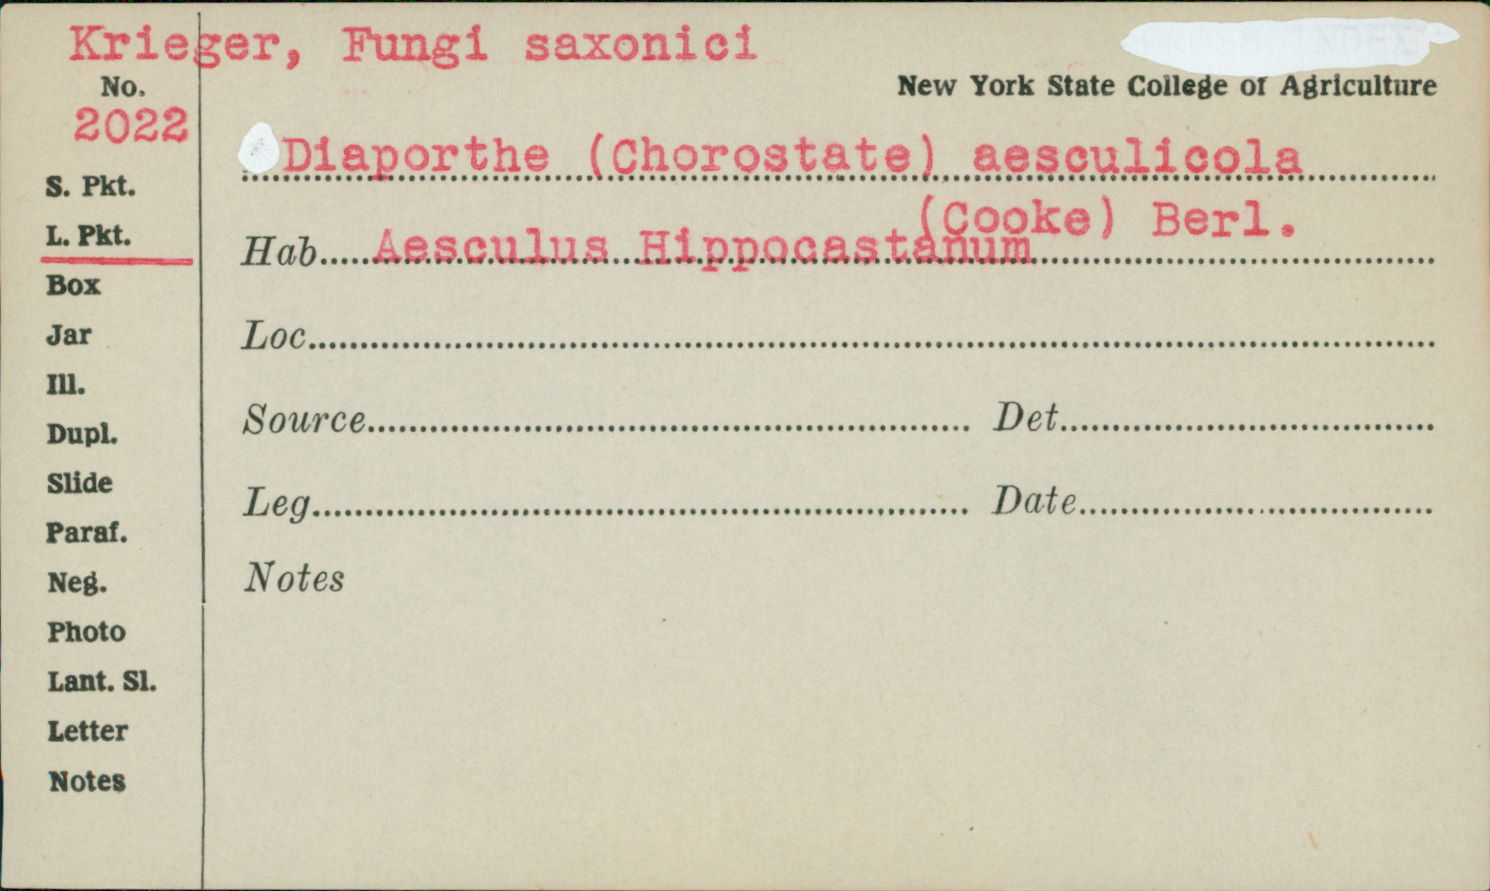 Krieger, Fungi saxonici
New York State College of Agriculture
No.
2022
Diaporthe (Chorostate) aesculicola
(Cooke) Berl.
Hab. Aesculus Hippocastanum
Loc.
Source Det.
Leg. Date
Notes
S. Pkt.
L. Pkt.
Box
Jar
Ill.
Dupl.
Slide
Paraf.
Neg.
Photo
Lant. Sl.
Letter
Notes